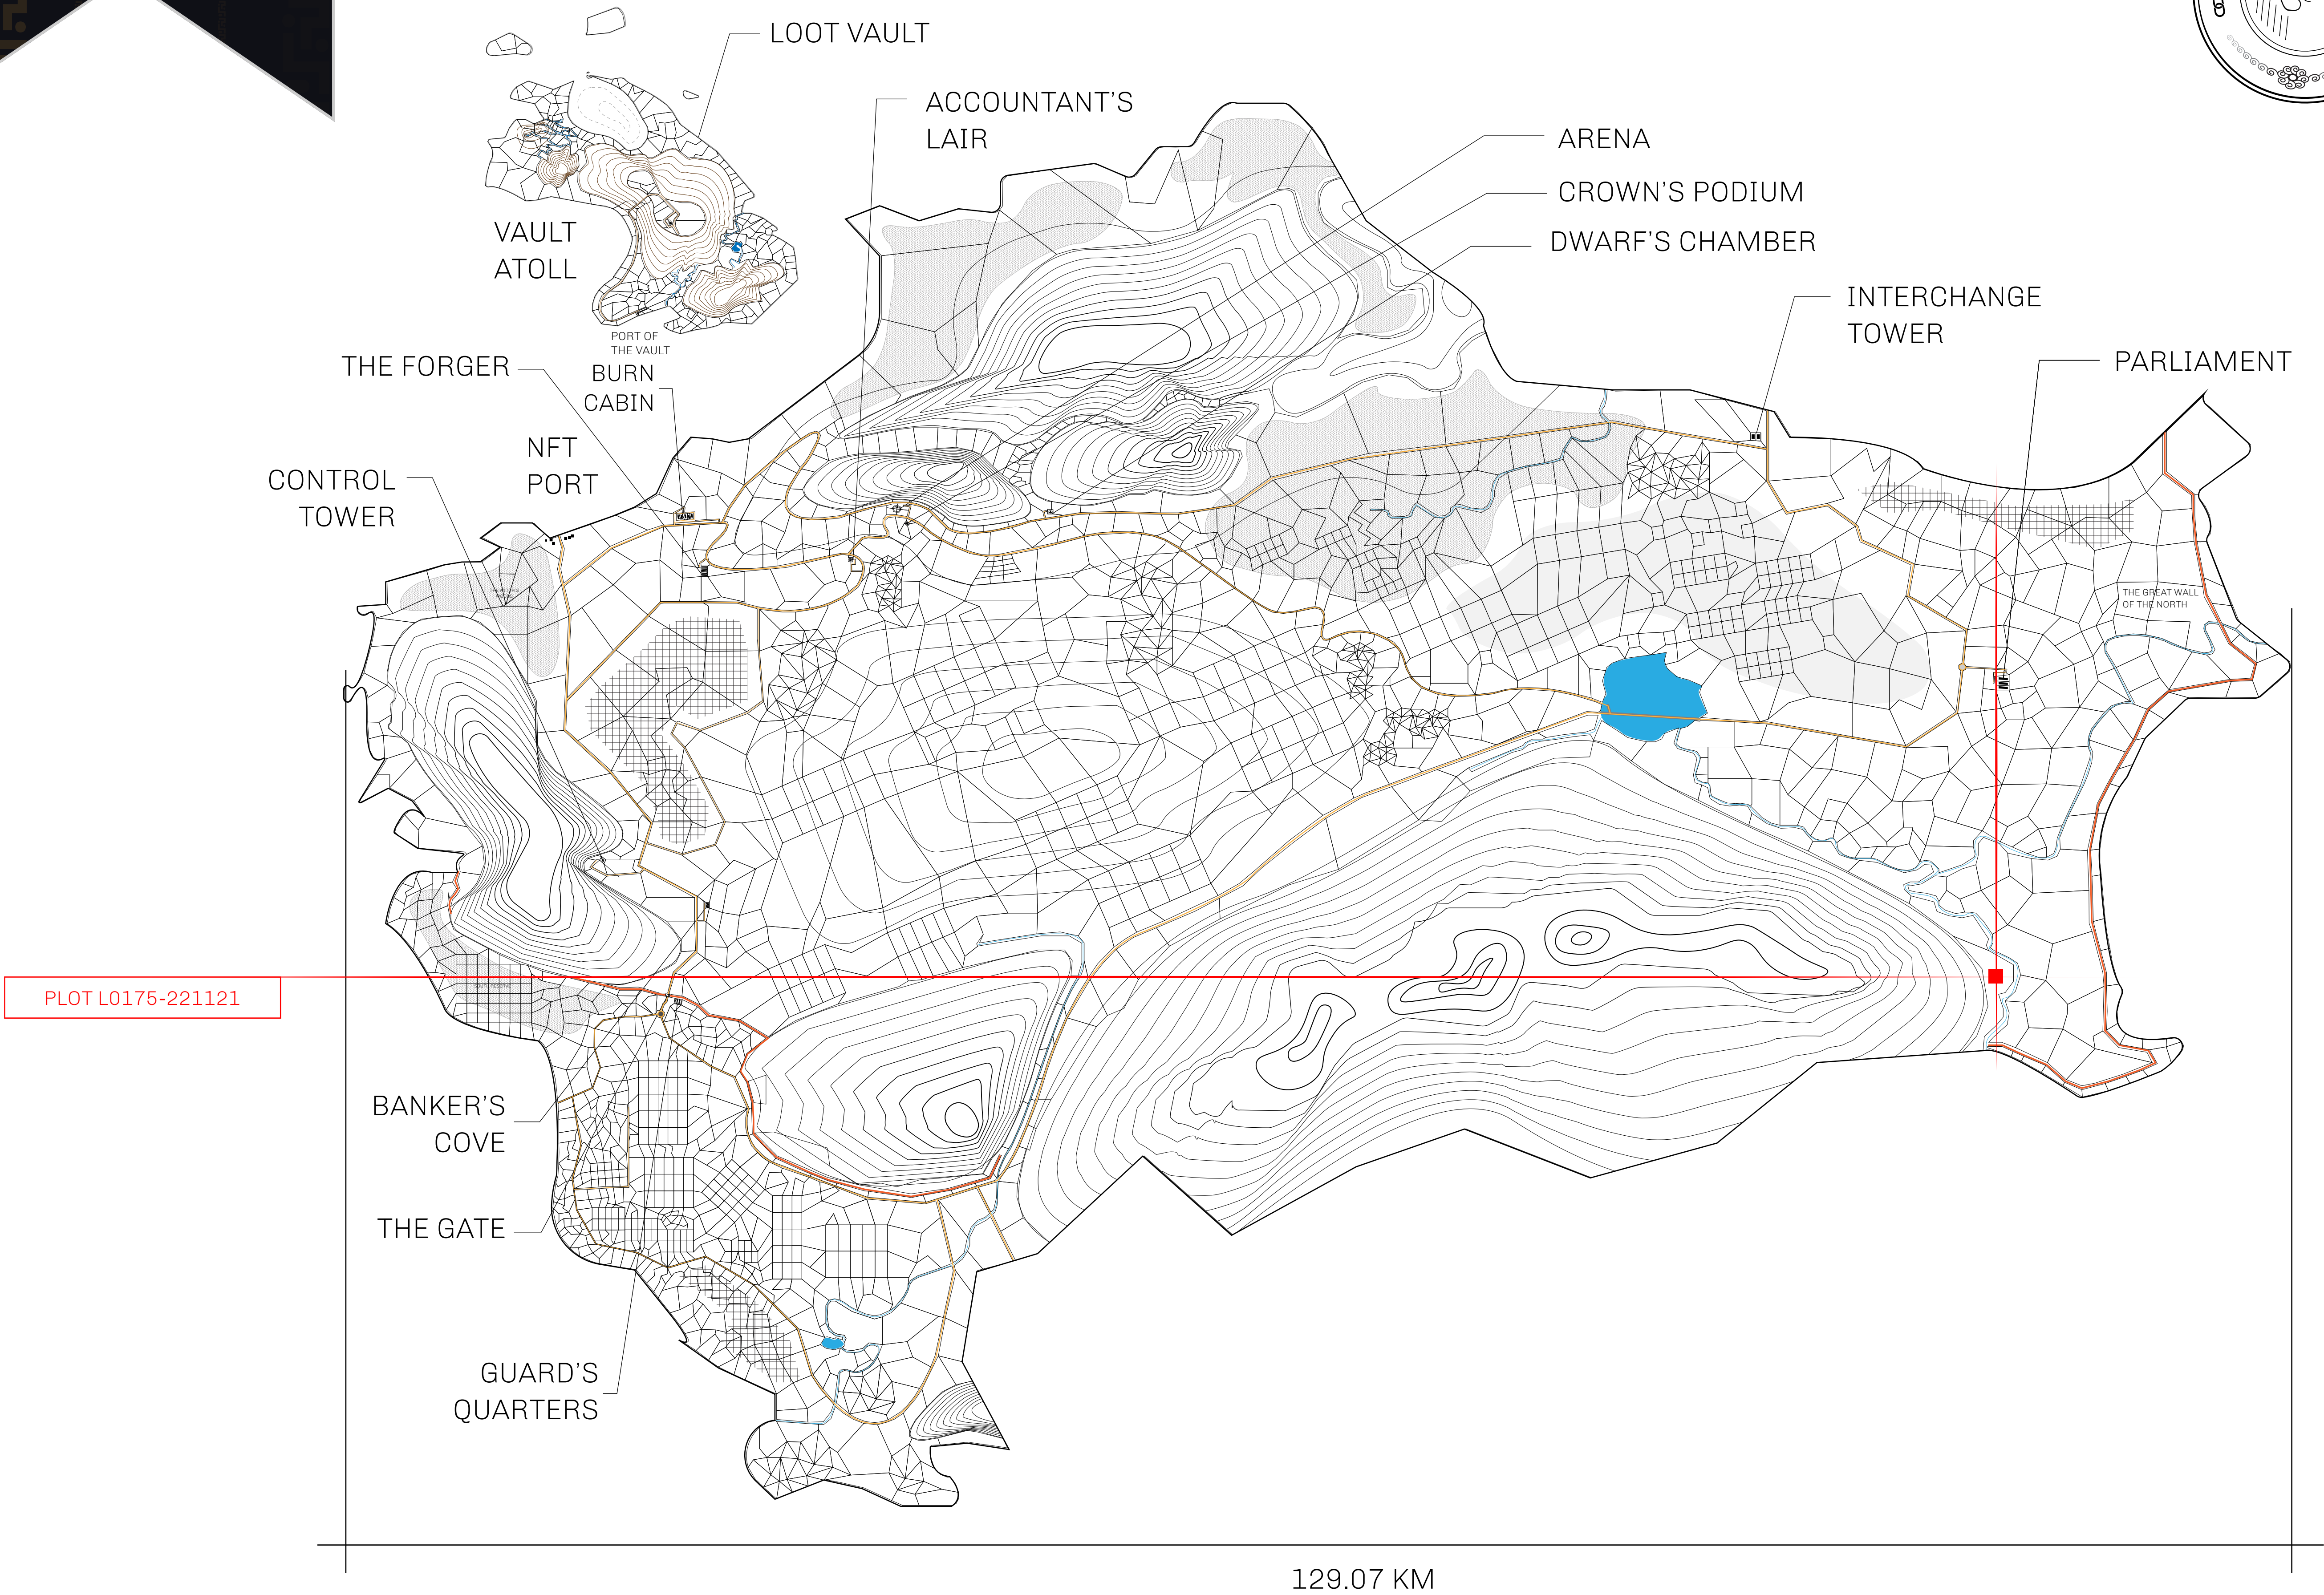 LOOT VAULT
ACCOUNTANT'S
LAIR
ARENA
CROWN'S PODIUM
DWARF'S CHAMBER
VAULT
ATOLL
INTERCHANGE
TOWER
PORT OF
THE VAULT
PARLIAMENT
THE FORGER
BURN
CABIN
NFT
PORT
CONTROL
TOWER
THE GREAT WALL
OF THE NORTH
SOUTH RESERVE
PLOT L0175-221121
BANKER'S
COVE
THE GATE
GUARD'S
QUARTERS
129.07 KM